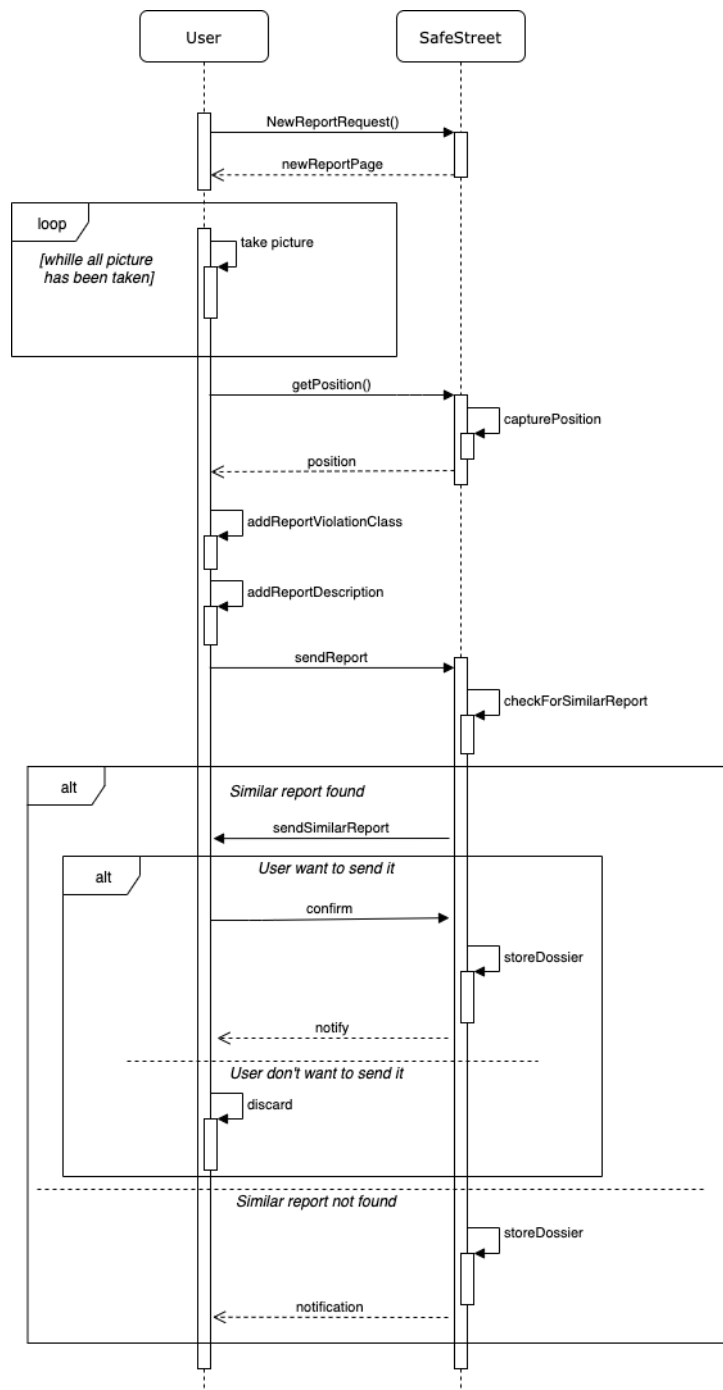 User
SafeStreet
NewReportRequest()
newReportPage
loop
take picture
[whille all picture
has been taken]
getPosition()
capturePosition
position
addReportViolationClass
addReportDescription
sendReport
checkForSimilarReport
alt
Similar report found
sendSimilarReport
alt
User want to send it
confirm
storeDossier
notify
User don't want to send it
discard
Similar report not found
storeDossier
notification